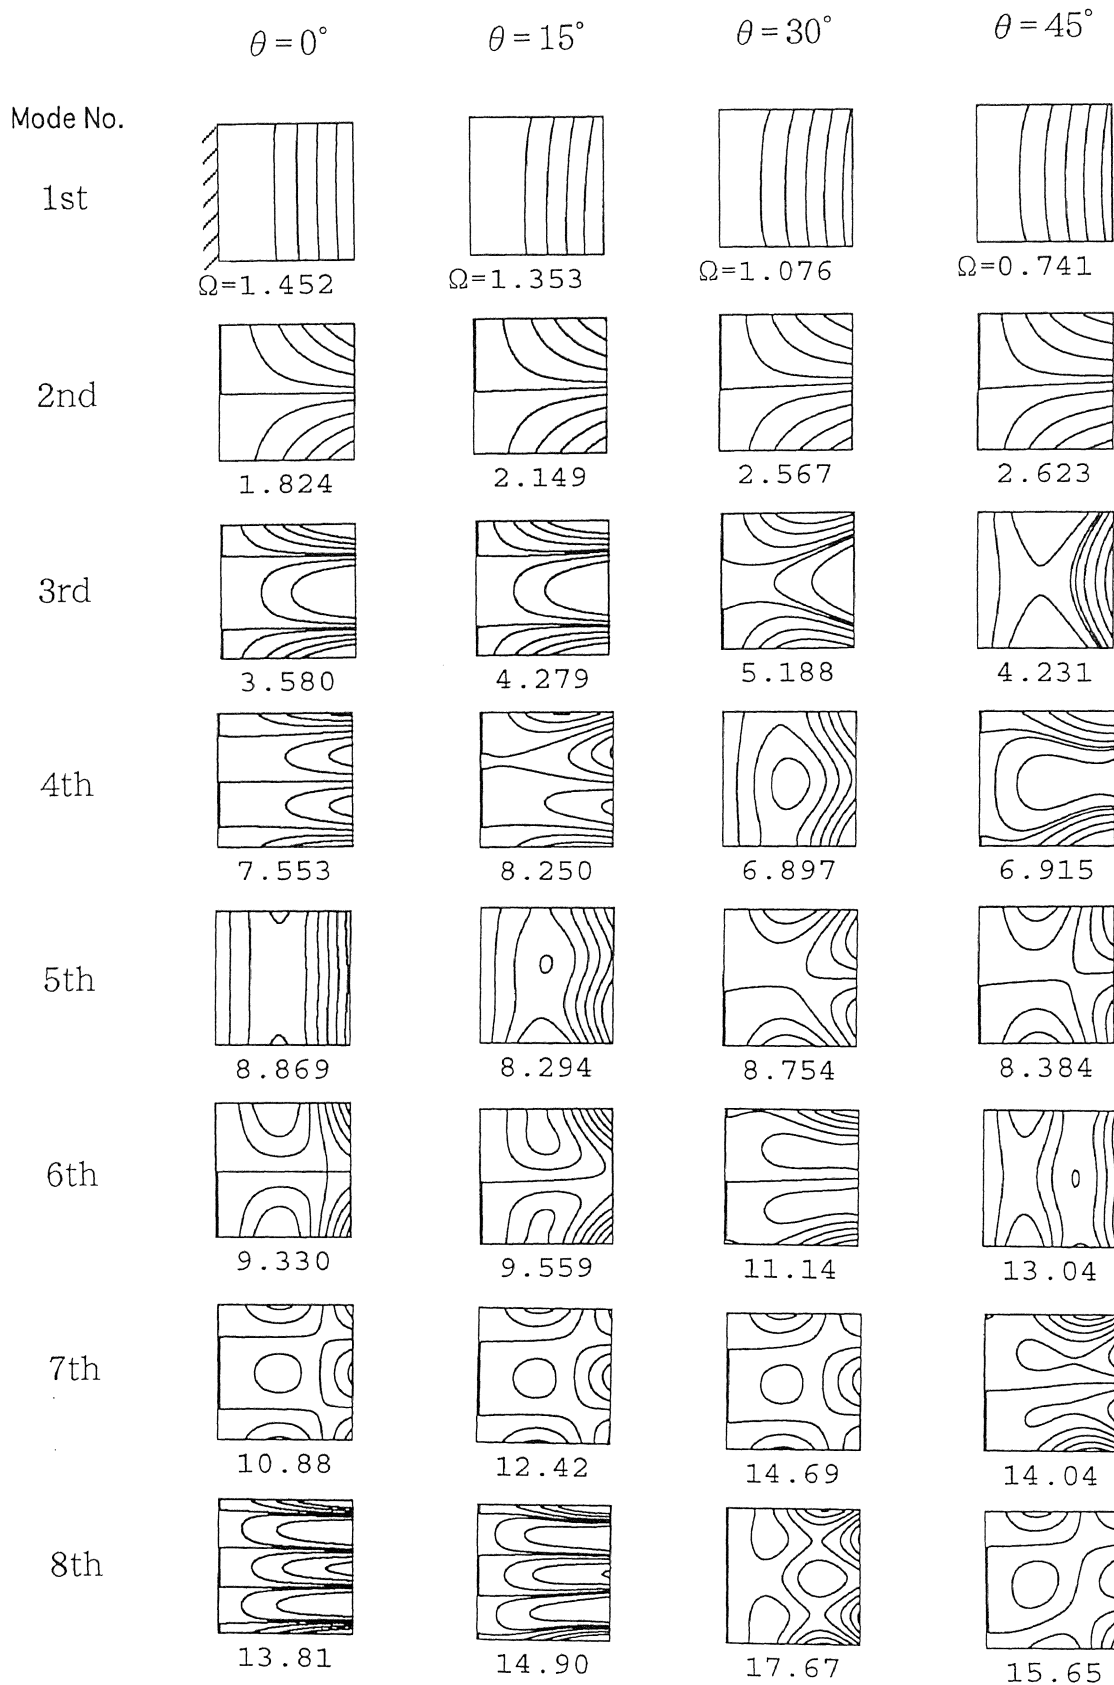 θ = 0° θ = 15° θ = 30° θ = 45°
Mode No.
1st
Ω=1.452 Ω=1.353 Ω=1.076 Ω=0.741
2nd
1.824 2.149 2.567 2.623
3rd
3.580 4.279 5.188 4.231
4th
7.553 8.250 6.897 6.915
5th
8.869 8.294 8.754 8.384
6th
9.330 9.559 11.14 13.04
7th
10.88 12.42 14.69 14.04
8th
13.81 14.90 17.67 15.65